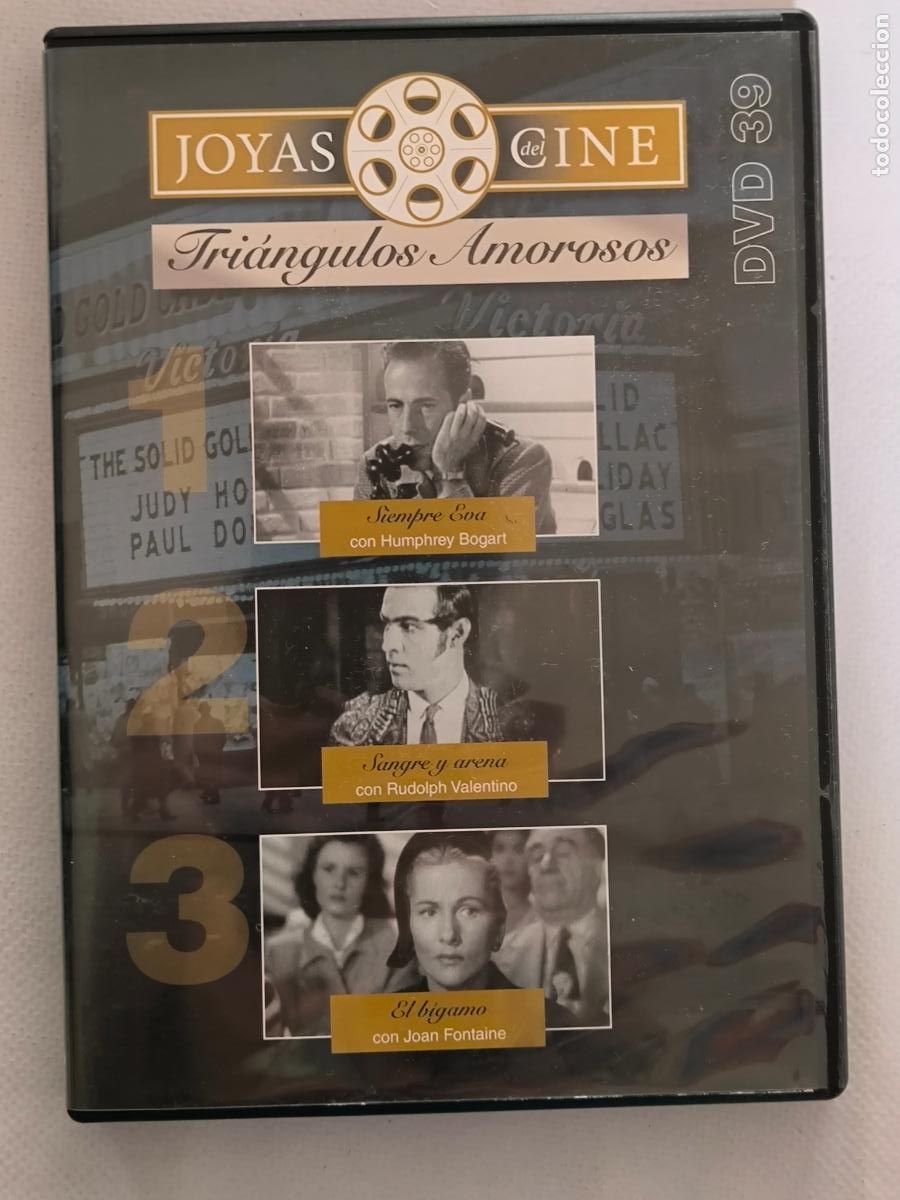 todocoleccion
DVD 39
JOYAS del CINE
Triángulos Amorosos
GOLD
Victoria
Victoria
1
THE SOLID GOL
JUDY HO
PAUL DO
LID
LLAC
LIDAY
GLAS
Siempre Eva
con Humphrey Bogart
2
Sangre y arena
con Rudolph Valentino
3
El bígamo
con Joan Fontaine